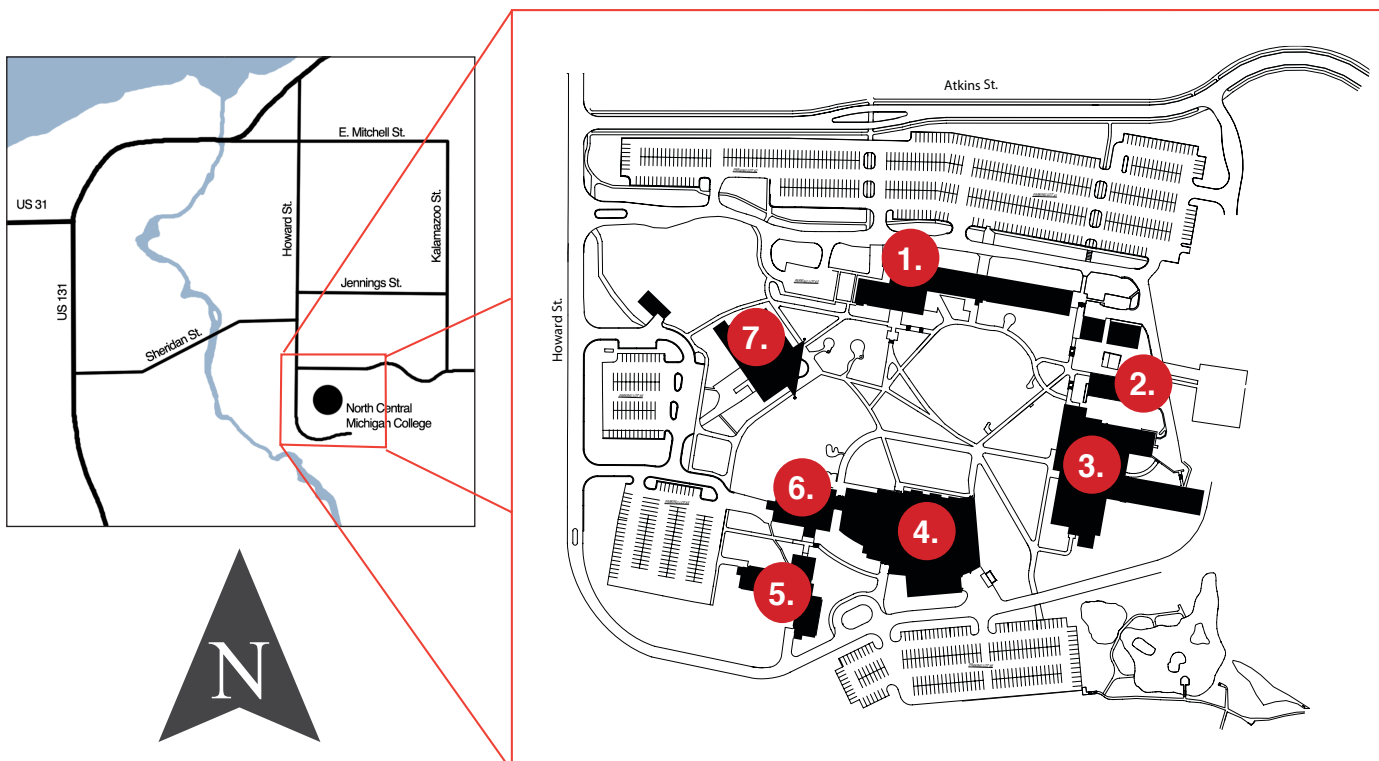 E. Mitchell St.
US 31
Howard St.
Kalamazoo St.
US 131
Jennings St.
Sheridan St.
North Central
Michigan College
N
Atkins St.
Howard St.
1.
2.
3.
4.
5.
6.
7.